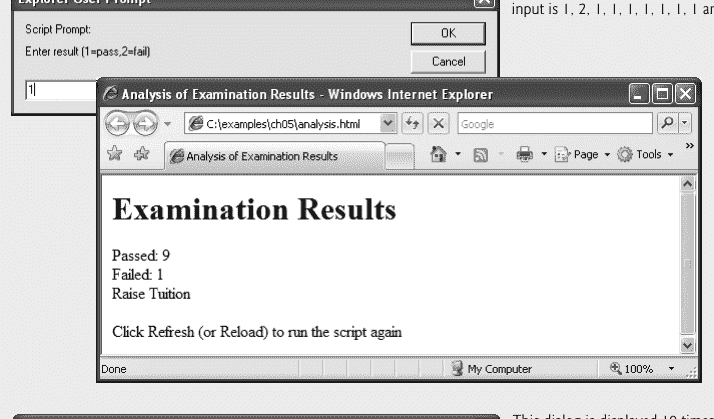 Explorer User Prompt
input is 1, 2, 1, 1, 1, 1, 1, 1, 1
Script Prompt:
OK
Enter result (1=pass,2=fail)
Cancel
1
Analysis of Examination Results - Windows Internet Explorer
C:\examples\ch05\analysis.html
Google
Analysis of Examination Results
Page
Tools
Examination Results
Passed: 9
Failed: 1
Raise Tuition
Click Refresh (or Reload) to run the script again
Done
My Computer
100%
This dialog is displayed 10 times